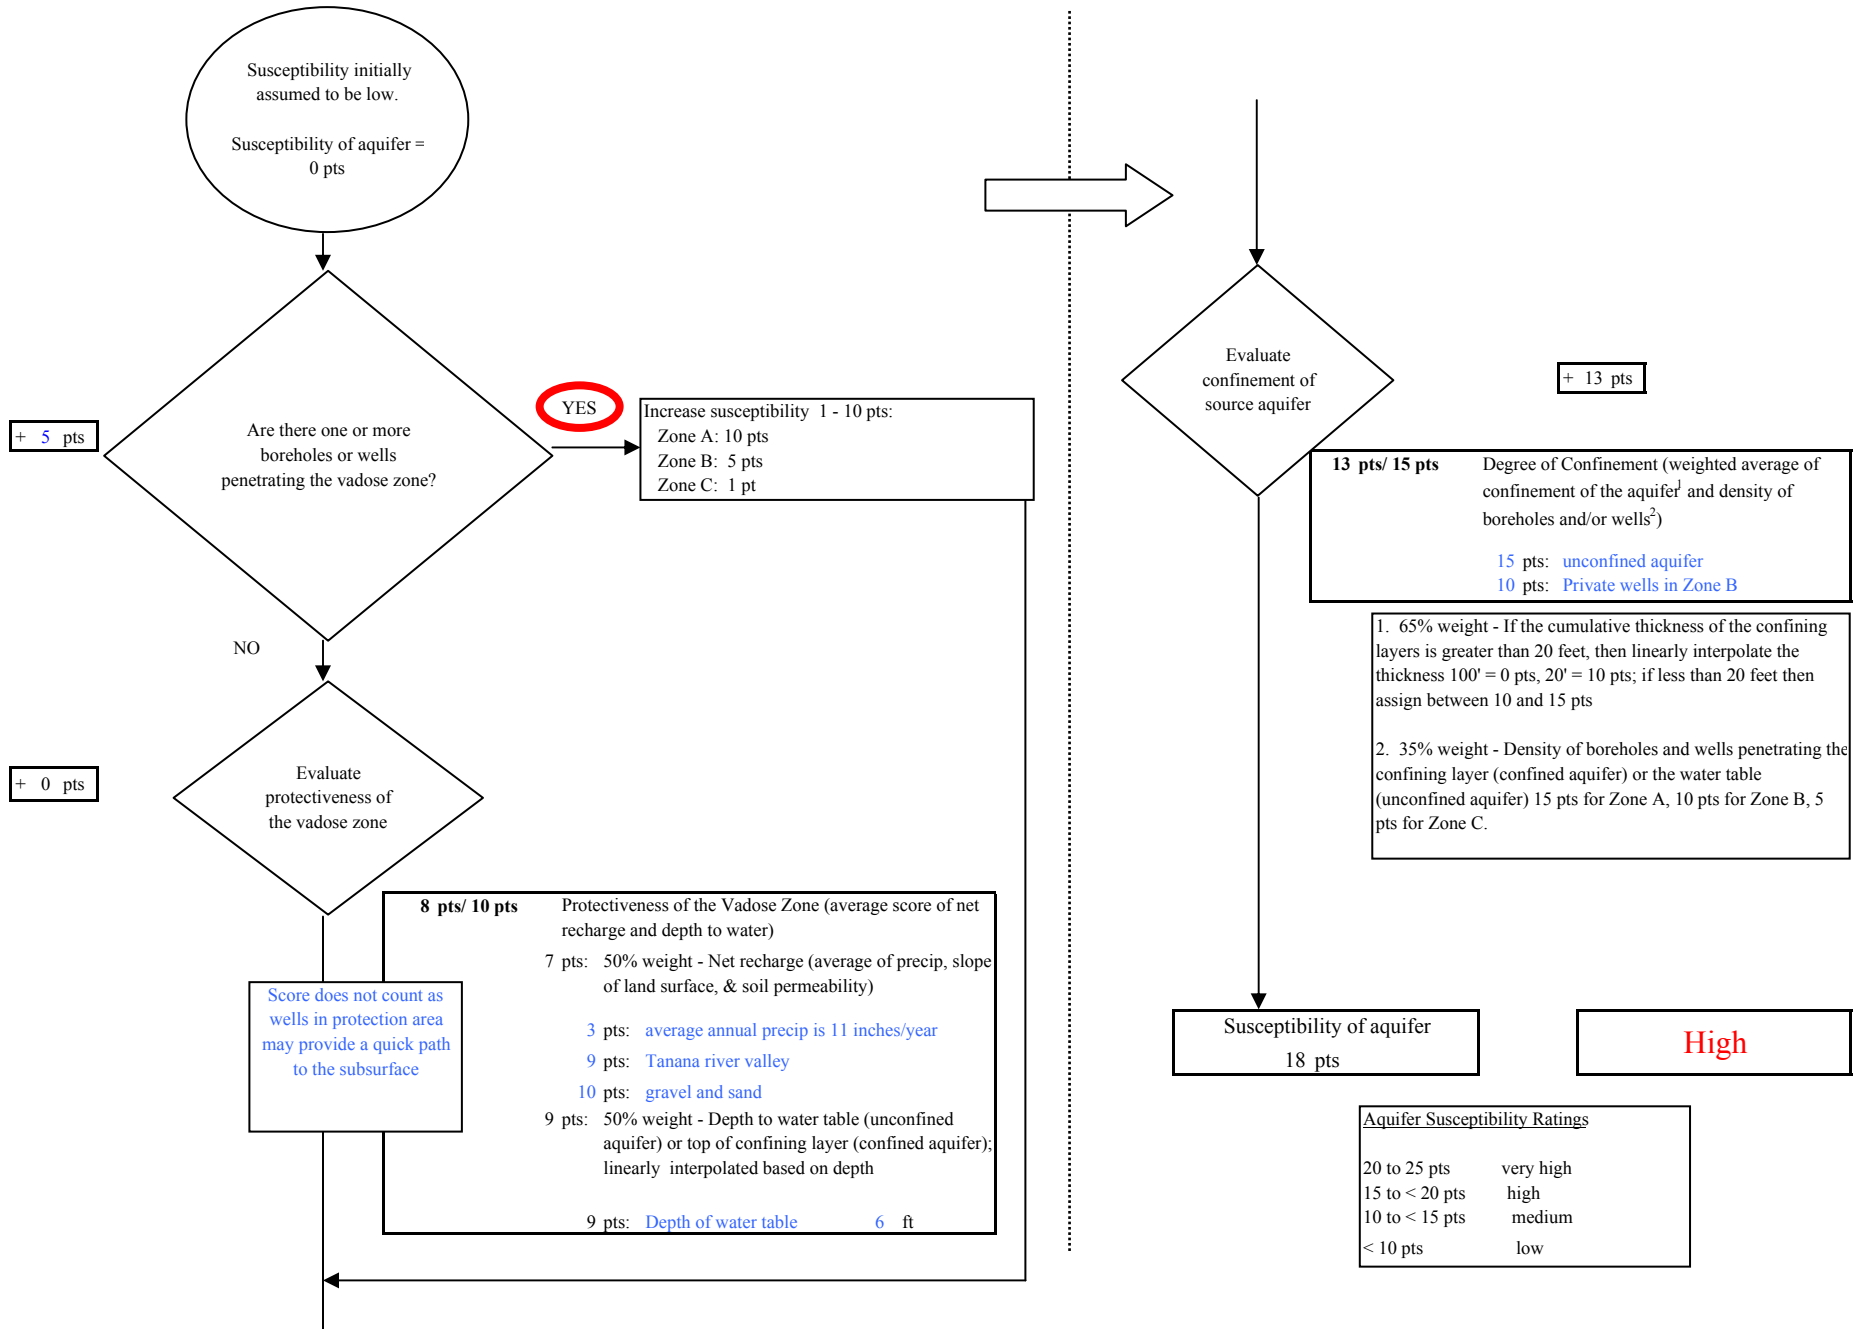 Susceptibility initially
assumed to be low.
Susceptibility of aquifer =
0 pts
+ 5 pts
Are there one or more
boreholes or wells
penetrating the vadose zone?
YES
Increase susceptibility 1 - 10 pts:
Zone A: 10 pts
Zone B: 5 pts
Zone C: 1 pt
NO
+ 0 pts
Evaluate
protectiveness of
the vadose zone
8 pts/ 10 pts Protectiveness of the Vadose Zone (average score of net
recharge and depth to water)
7 pts: 50% weight - Net recharge (average of precip, slope
of land surface, & soil permeability)
3 pts: average annual precip is 11 inches/year
9 pts: Tanana river valley
10 pts: gravel and sand
9 pts: 50% weight - Depth to water table (unconfined
aquifer) or top of confining layer (confined aquifer);
linearly interpolated based on depth
9 pts: Depth of water table 6 ft
Score does not count as
wells in protection area
may provide a quick path
to the subsurface
Evaluate
confinement of
source aquifer
+ 13 pts
13 pts/ 15 pts Degree of Confinement (weighted average of
confinement of the aquifer1 and density of
boreholes and/or wells2)
15 pts: unconfined aquifer
10 pts: Private wells in Zone B
1. 65% weight - If the cumulative thickness of the confining
layers is greater than 20 feet, then linearly interpolate the
thickness 100' = 0 pts, 20' = 10 pts; if less than 20 feet then
assign between 10 and 15 pts
2. 35% weight - Density of boreholes and wells penetrating the
confining layer (confined aquifer) or the water table
(unconfined aquifer) 15 pts for Zone A, 10 pts for Zone B, 5
pts for Zone C.
Susceptibility of aquifer
18 pts
High
Aquifer Susceptibility Ratings
20 to 25 pts very high
15 to < 20 pts high
10 to < 15 pts medium
< 10 pts low